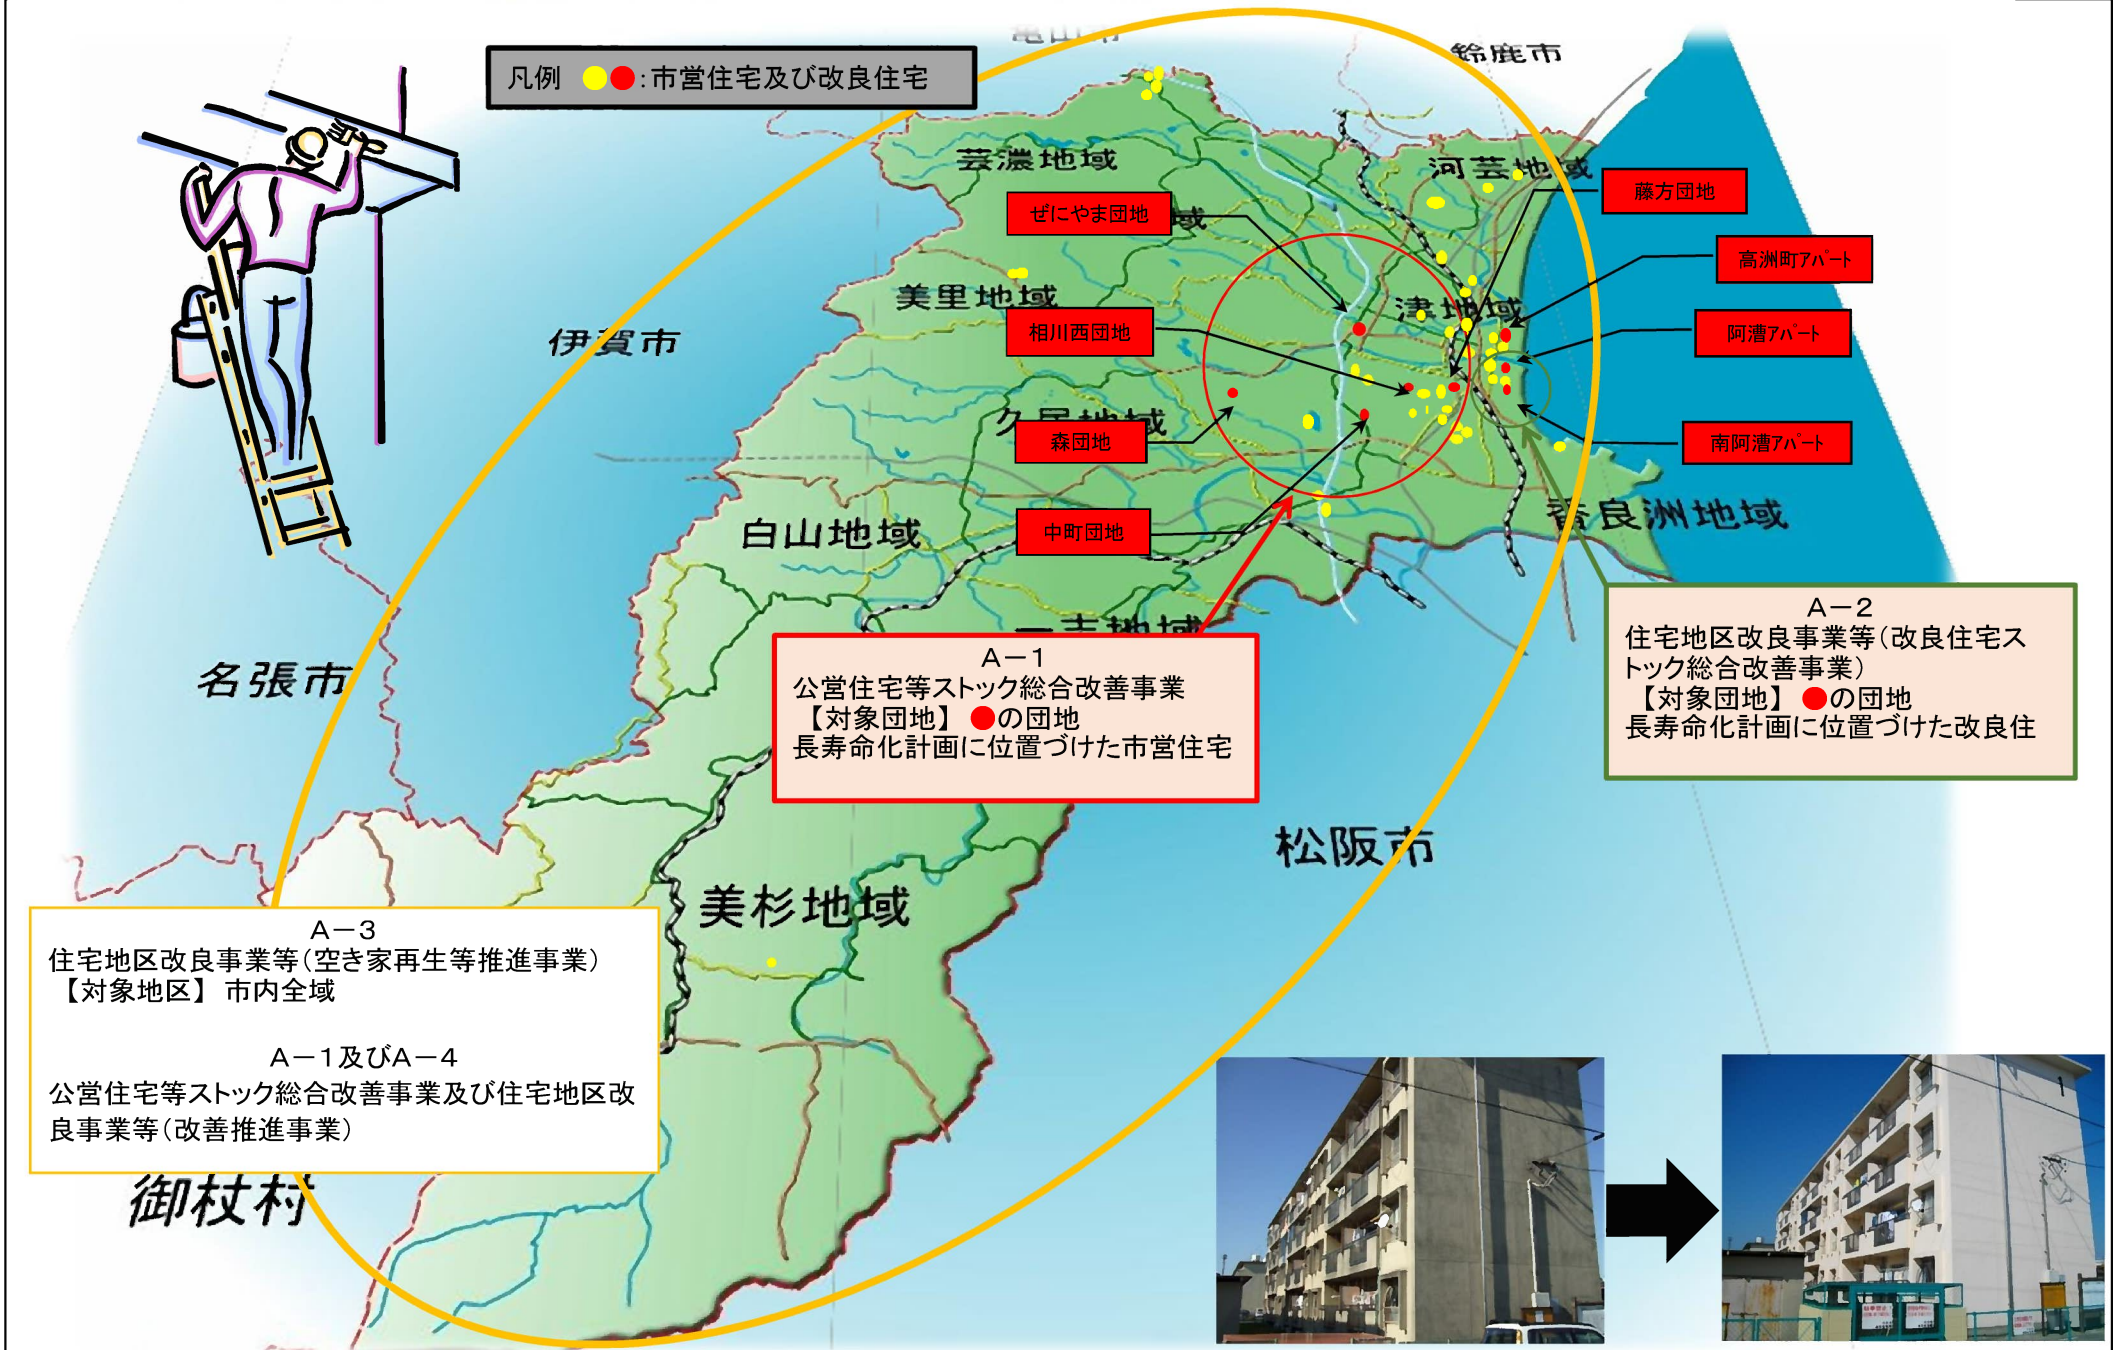 亀山市
鈴鹿市
凡例 ●●:市営住宅及び改良住宅
芸濃地域
河芸地域
藤方団地
ぜにやま団地
域
高洲町アパート
美里地域
津地域
伊賀市
相川西団地
阿漕アパート
久居地域
森団地
南阿漕アパート
香良洲地域
白山地域
中町団地
一志地域
A-2
住宅地区改良事業等(改良住宅ス
トック総合改善事業)
【対象団地】 ●の団地
長寿命化計画に位置づけた改良住
名張市
A-1
公営住宅等ストック総合改善事業
【対象団地】 ●の団地
長寿命化計画に位置づけた市営住宅
松阪市
美杉地域
A-3
住宅地区改良事業等(空き家再生等推進事業)
【対象地区】 市内全域
A-1及びA-4
公営住宅等ストック総合改善事業及び住宅地区改
良事業等(改善推進事業)
御杖村